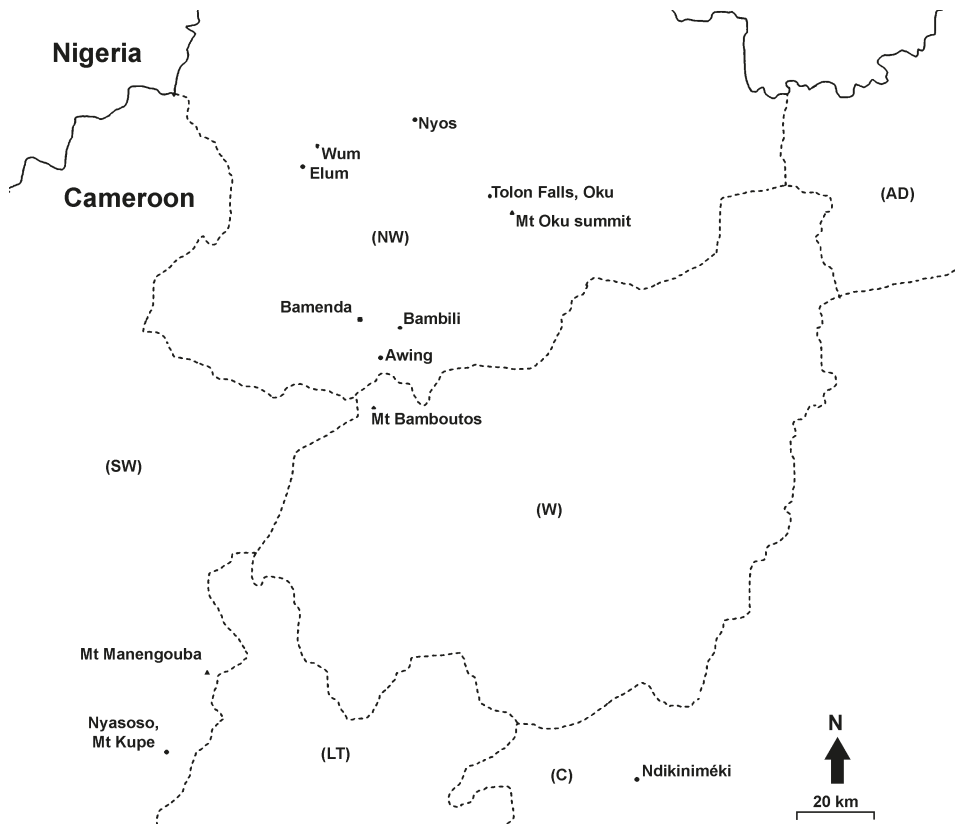 Nigeria
Nyos
Wum
Elum
Cameroon
Tolon Falls, Oku
(AD)
Mt Oku summit
(NW)
Bamenda
Bambili
Awing
Mt Bamboutos
(SW)
(W)
Mt Manengouba
Nyasoso,
Mt Kupe
(LT)
(C)
Ndikiniméki
N
20 km